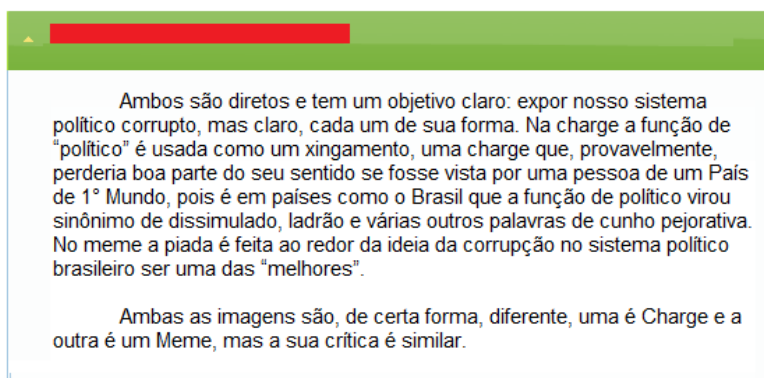 Ambos são diretos e tem um objetivo claro: expor nosso sistema
político corrupto, mas claro, cada um de sua forma. Na charge a função de
“político” é usada como um xingamento, uma charge que, provavelmente,
perderia boa parte do seu sentido se fosse vista por uma pessoa de um País
de 1° Mundo, pois é em países como o Brasil que a função de político virou
sinônimo de dissimulado, ladrão e várias outros palavras de cunho pejorativa.
No meme a piada é feita ao redor da ideia da corrupção no sistema político
brasileiro ser uma das “melhores”.
Ambas as imagens são, de certa forma, diferente, uma é Charge e a
outra é um Meme, mas a sua crítica é similar.